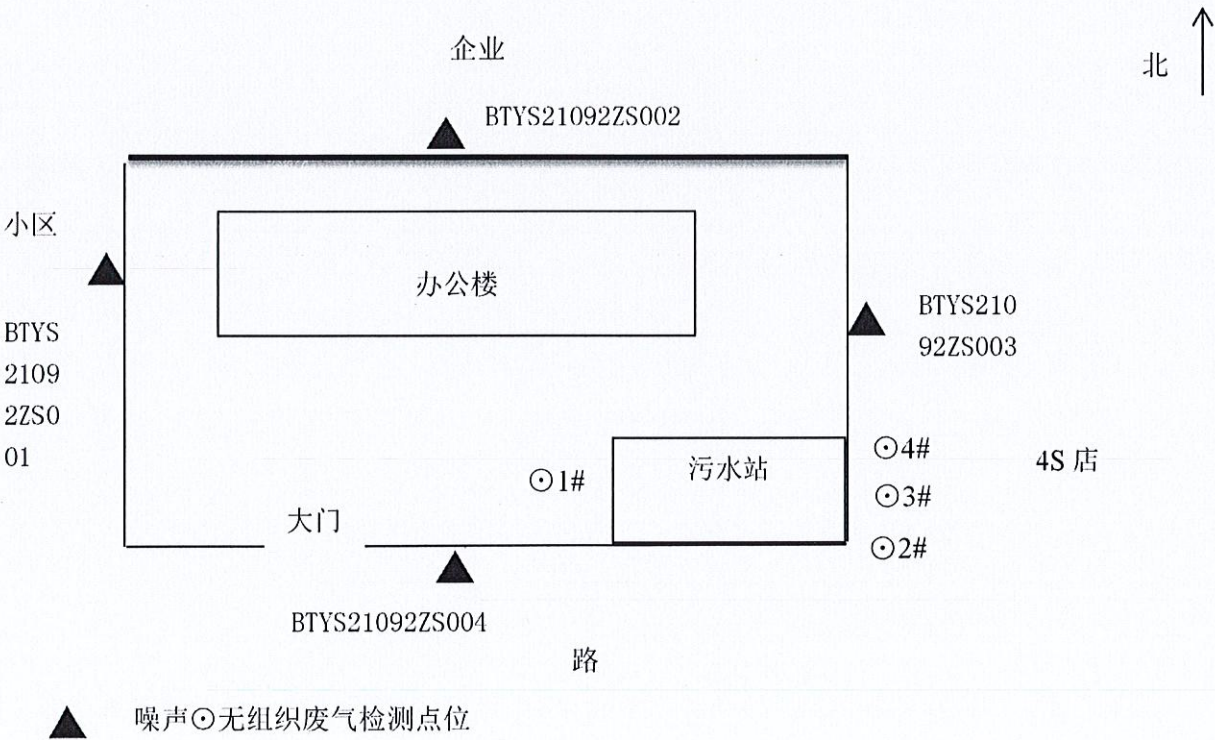 企业
北
BTYS21092ZS002
小区
办公楼
BTYS210
92ZS003
BTYS
2109
2ZS0
01
⊙4#
污水站
4S 店
⊙1#
⊙3#
大门
⊙2#
BTYS21092ZS004
路
▲ 噪声⊙无组织废气检测点位